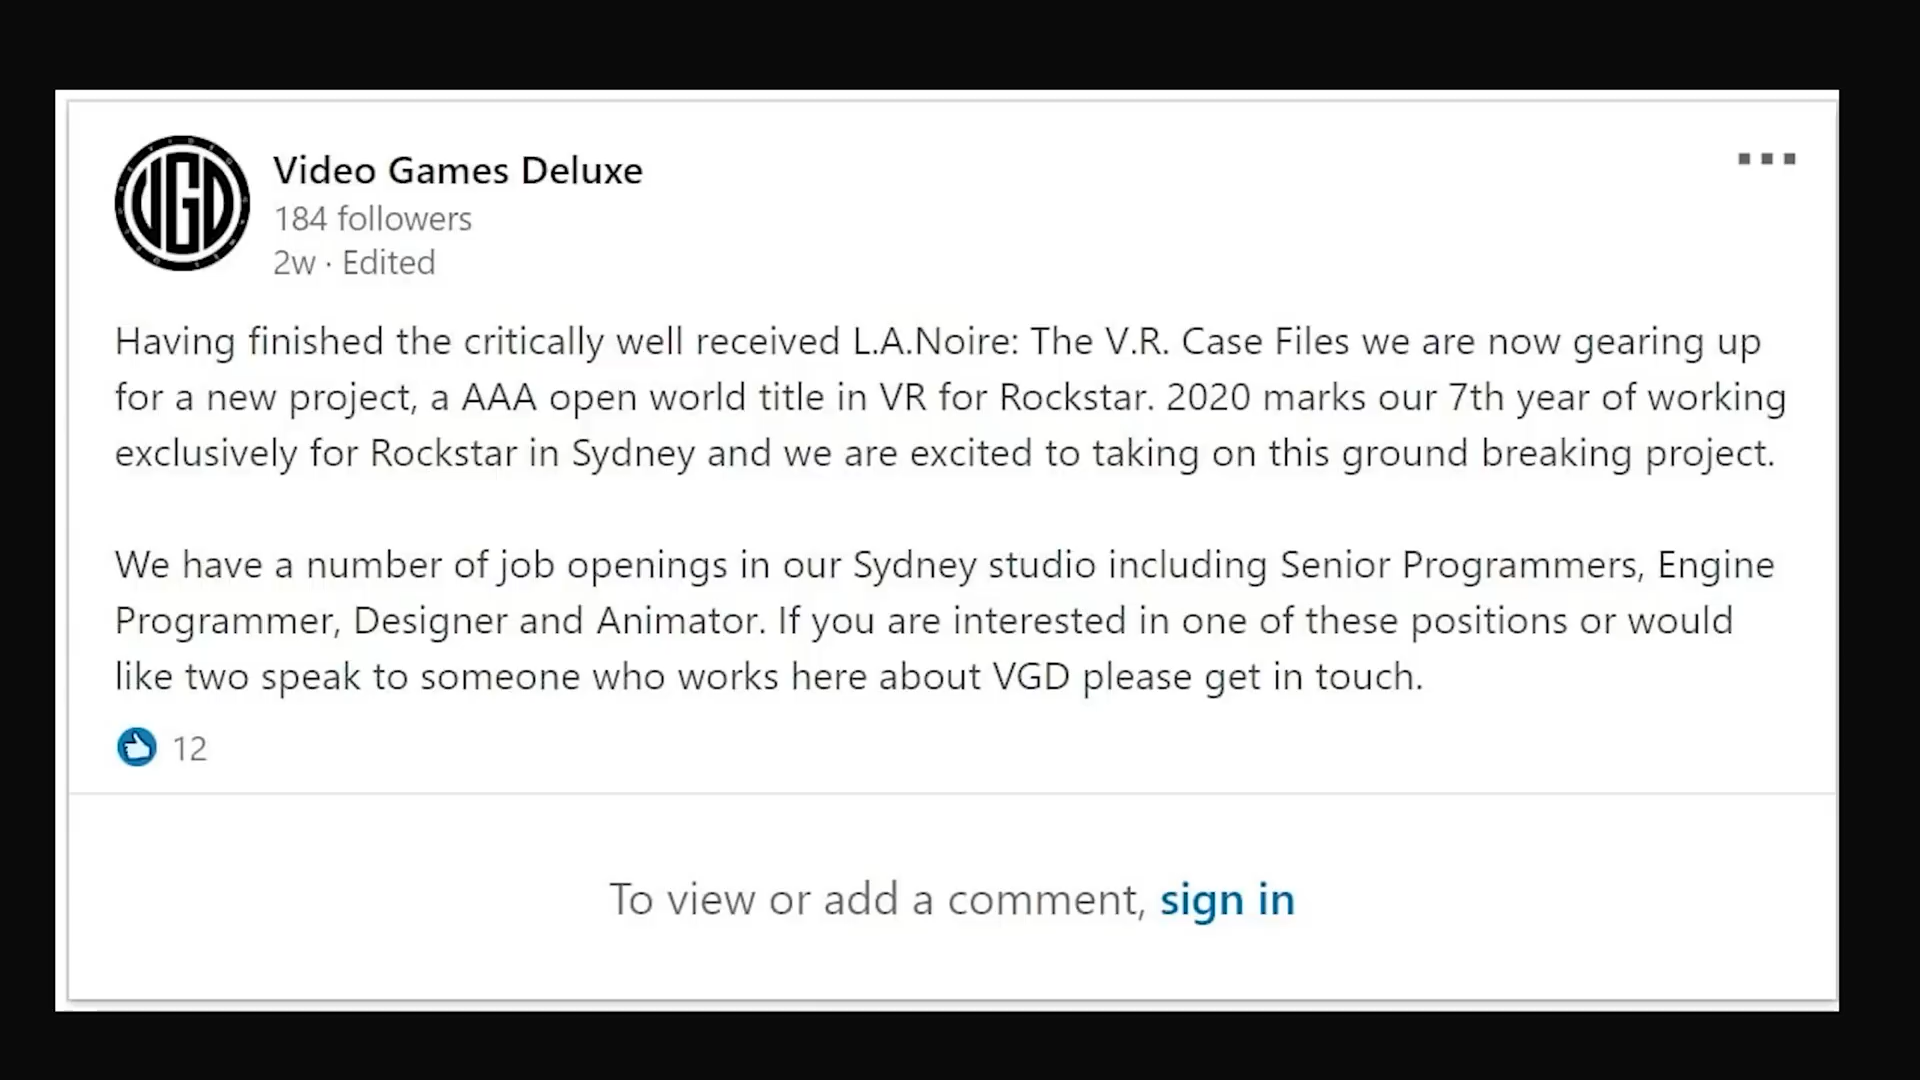 VGD
Video Games Deluxe
184 followers
2w · Edited
Having finished the critically well received L.A.Noire: The V.R. Case Files we are now gearing up
for a new project, a AAA open world title in VR for Rockstar. 2020 marks our 7th year of working
exclusively for Rockstar in Sydney and we are excited to taking on this ground breaking project.
We have a number of job openings in our Sydney studio including Senior Programmers, Engine
Programmer, Designer and Animator. If you are interested in one of these positions or would
like two speak to someone who works here about VGD please get in touch.
12
To view or add a comment, sign in